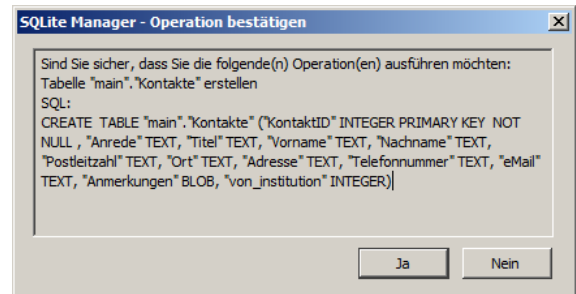 SQLite Manager - Operation bestätigen
Sind Sie sicher, dass Sie die folgende(n) Operation(en) ausführen möchten:
Tabelle "main"."Kontakte" erstellen
SQL:
CREATE TABLE "main"."Kontakte" ("KontaktID" INTEGER PRIMARY KEY NOT
NULL , "Anrede" TEXT, "Titel" TEXT, "Vorname" TEXT, "Nachname" TEXT,
"Postleitzahl" TEXT, "Ort" TEXT, "Adresse" TEXT, "Telefonnummer" TEXT, "eMail"
TEXT, "Anmerkungen" BLOB, "von_institution" INTEGER)
Ja Nein